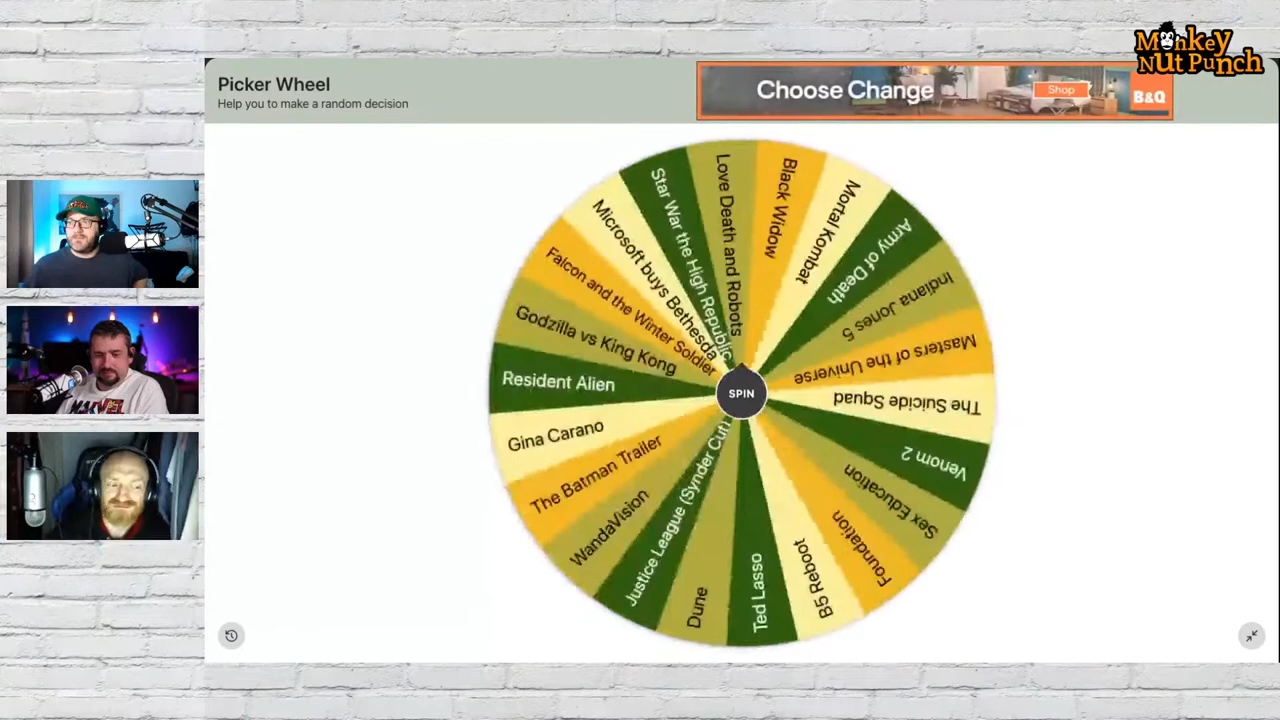 Monkey
Nut Punch
Picker Wheel
Help you to make a random decision
Choose Change
Shop
B&Q
Love Death and Robots
Black Widow
Mortal Kombat
Army of Death
Indiana Jones 5
Masters of the Universe
The Suicide Squad
Venom 2
Sex Education
Foundation
B5 Reboot
Ted Lasso
Dune
Justice League (Synder Cut)
WandaVision
The Batman Trailer
Gina Carano
Resident Alien
Godzilla vs King Kong
Falcon and the Winter Soldier
Microsoft buys Bethesda
Star War the High Republic
SPIN
MARVEL